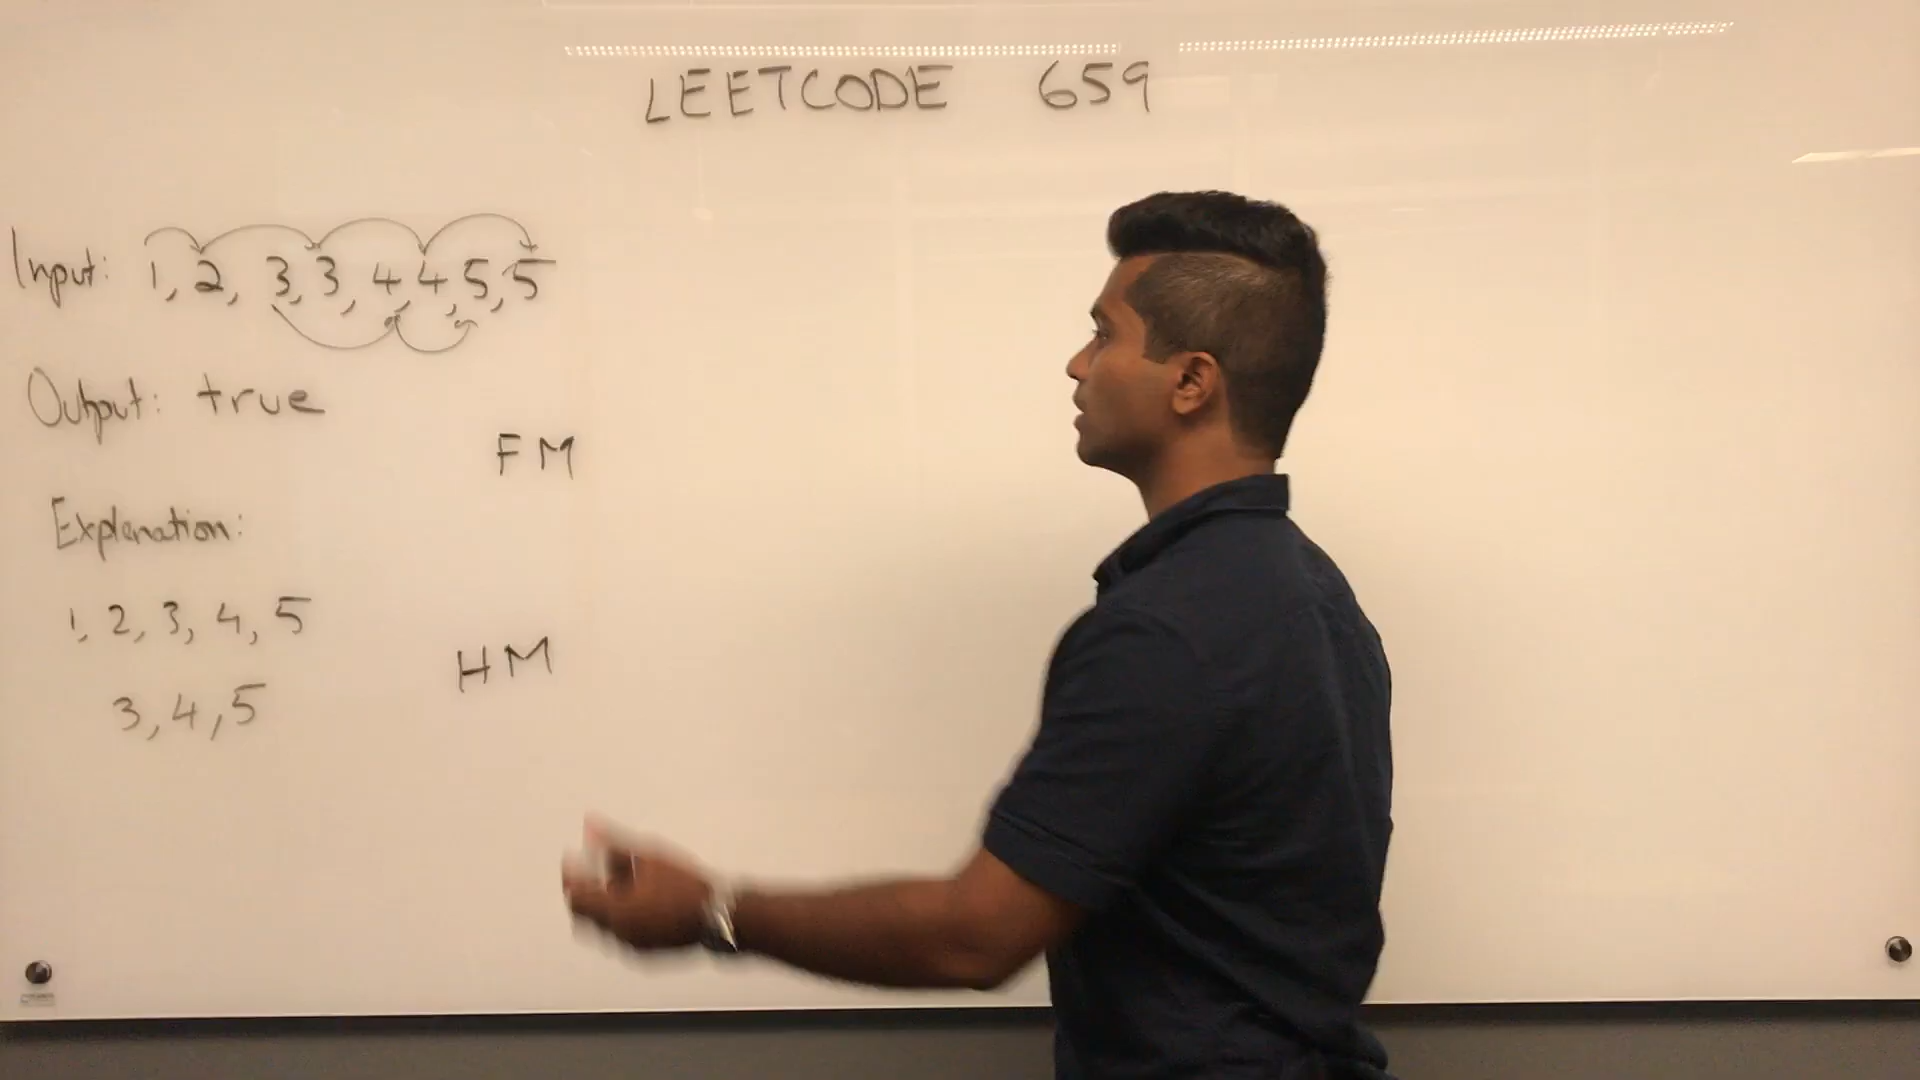 LEETCODE 659
Input: 1, 2, 3, 3, 4, 4, 5, 5
Output: true
FM
Explenation:
1, 2, 3, 4, 5
HM
3, 4, 5